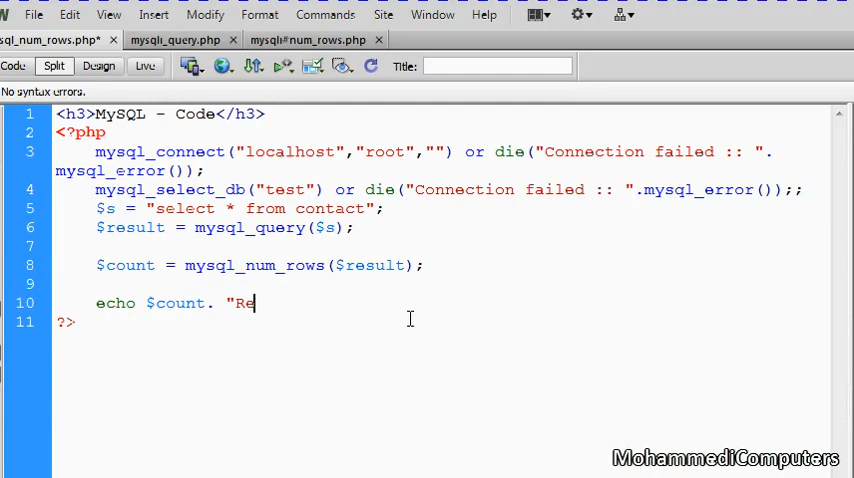 W File Edit View Insert Modify Format Commands Site Window Help
sql_num_rows.php* × mysqli_query.php × mysqli#num_rows.php ×
Code Split Design Live Title:
No syntax errors.
1 <h3>MySQL - Code</h3>
2 <?php
3 mysql_connect("localhost","root","") or die("Connection failed :: ".
mysql_error());
4 mysql_select_db("test") or die("Connection failed :: ".mysql_error());;
5 $s = "select * from contact";
6 $result = mysql_query($s);
7
8 $count = mysql_num_rows($result);
9
10 echo $count. "Re
11 ?>
MohammediComputers